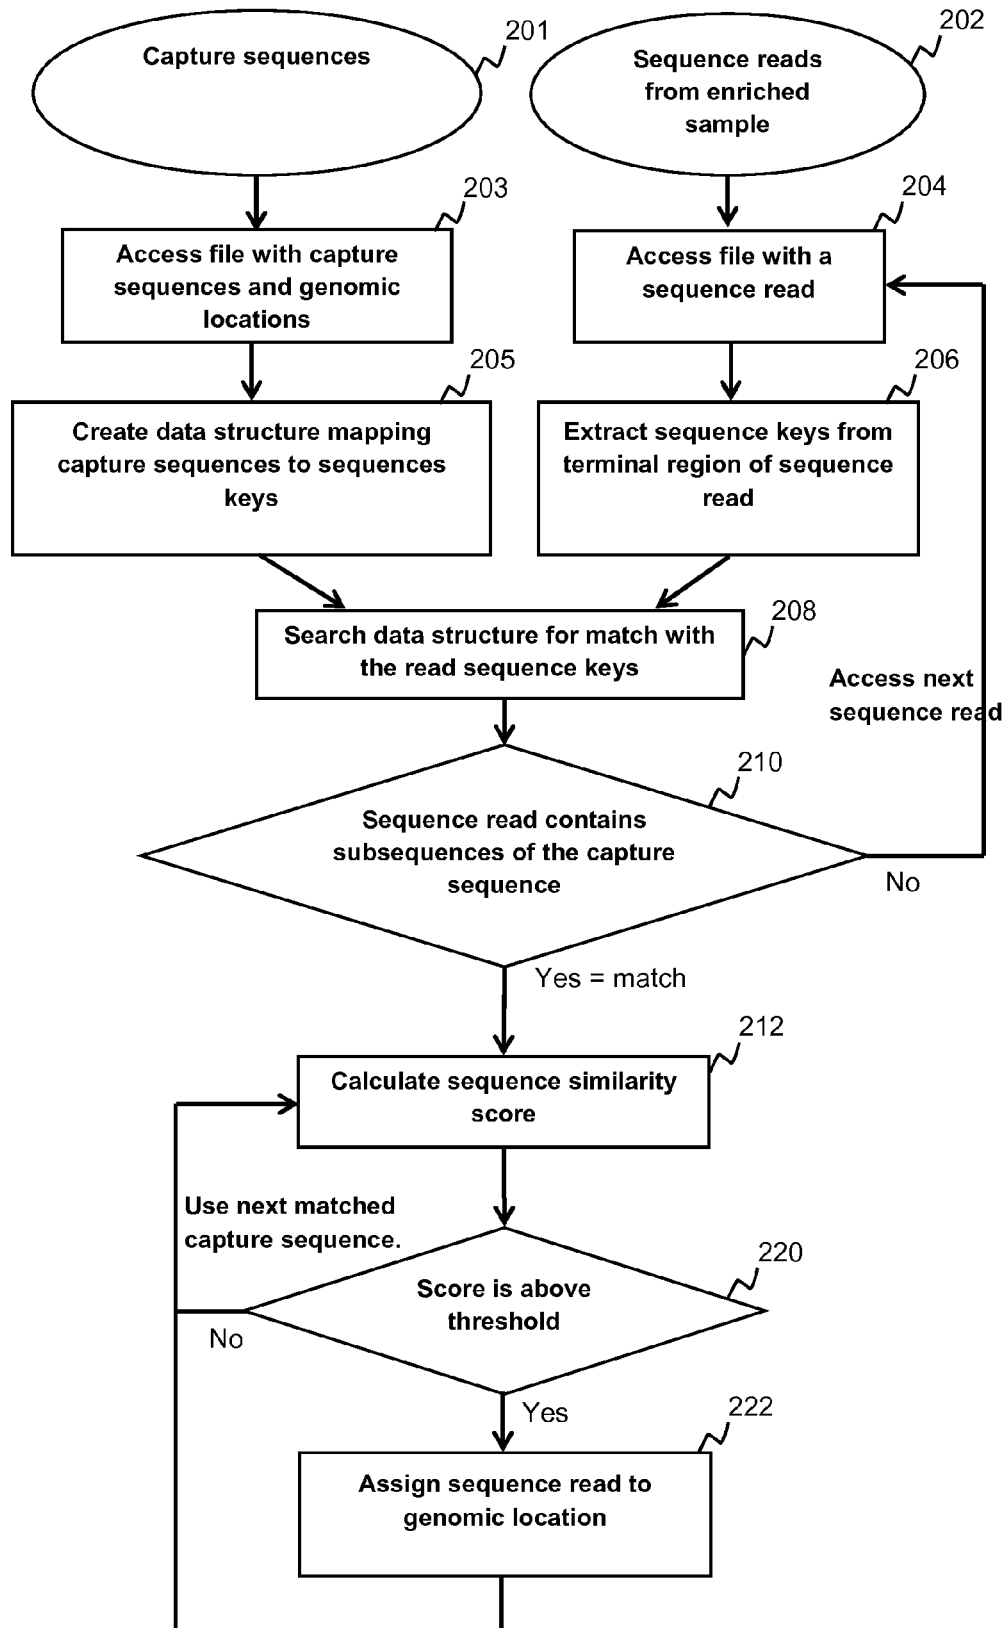 Capture sequences
201
Sequence reads
from enriched
sample
202
203
Access file with capture
sequences and genomic
locations
204
Access file with a
sequence read
205
Create data structure mapping
capture sequences to sequences
keys
206
Extract sequence keys from
terminal region of sequence
read
208
Search data structure for match with
the read sequence keys
Access next
sequence read
210
Sequence read contains
subsequences of the capture
sequence
No
Yes = match
212
Calculate sequence similarity
score
Use next matched
capture sequence.
220
Score is above
threshold
No
Yes
222
Assign sequence read to
genomic location